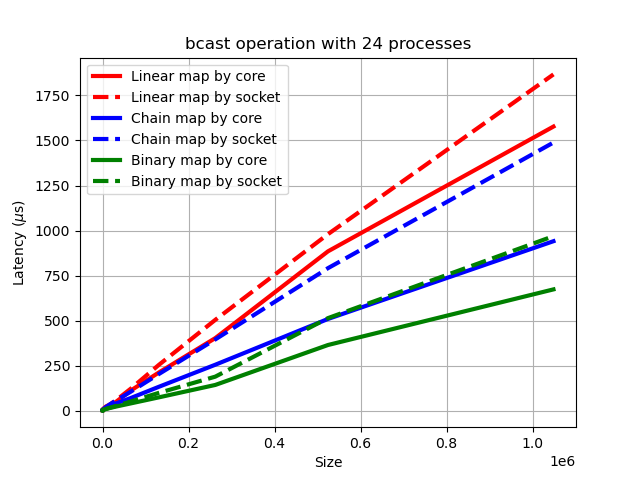 bcast operation with 24 processes
Linear map by core
Linear map by socket
Chain map by core
Chain map by socket
Binary map by core
Binary map by socket
Latency (μs)
1750
1500
1250
1000
750
500
250
0
0.0 0.2 0.4 0.6 0.8 1.0
1e6
Size